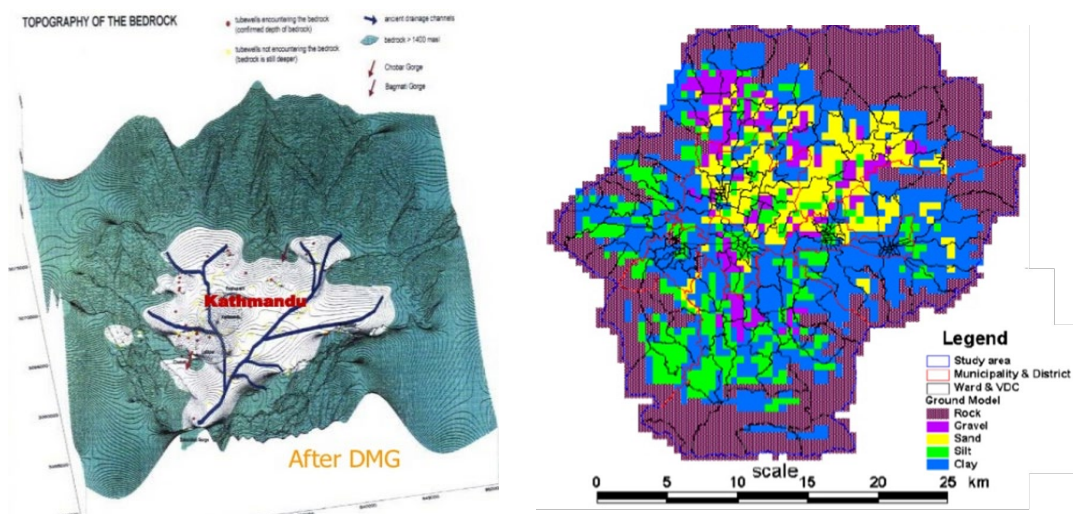 TOPOGRAPHY OF THE BEDROCK
tubewells encountering the bedrock
(confirmed depth of bedrock)
tubewells not encountering the bedrock
(bedrock is still deeper)
ancient drainage channels
bedrock > 1400 masl
Chobar Gorge
Bagmati Gorge
Kathmandu
After DMG
Legend
Study area
Municipality & District
Ward & VDC
Ground Model
Rock
Gravel
Sand
Silt
Clay
scale
0 5 10 15 20 25 km